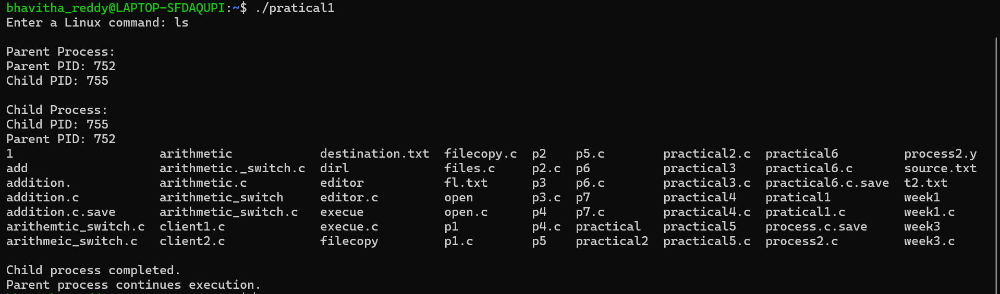 bhavitha_reddy@LAPTOP-SFDAQUPI:~$ ./pratical1
Enter a Linux command: ls
Parent Process:
Parent PID: 752
Child PID: 755
Child Process:
Child PID: 755
Parent PID: 752
1 arithmetic destination.txt filecopy.c p2 p5.c practical2.c practical6 process2.y
add arithmetic._switch.c dirl files.c p2.c p6 practical3 practical6.c source.txt
addition. arithmetic.c editor fl.txt p3 p6.c practical3.c practical6.c.save t2.txt
addition.c arithmetic_switch editor.c open p3.c p7 practical4 pratical1 week1
addition.c.save arithmetic_switch.c execue open.c p4 p7.c practical4.c pratical1.c week1.c
arithemtic_switch.c client1.c execue.c p1 p4.c practical practical5 process.c.save week3
arithmeic_switch.c client2.c filecopy p1.c p5 practical2 practical5.c process2.c week3.c
Child process completed.
Parent process continues execution.